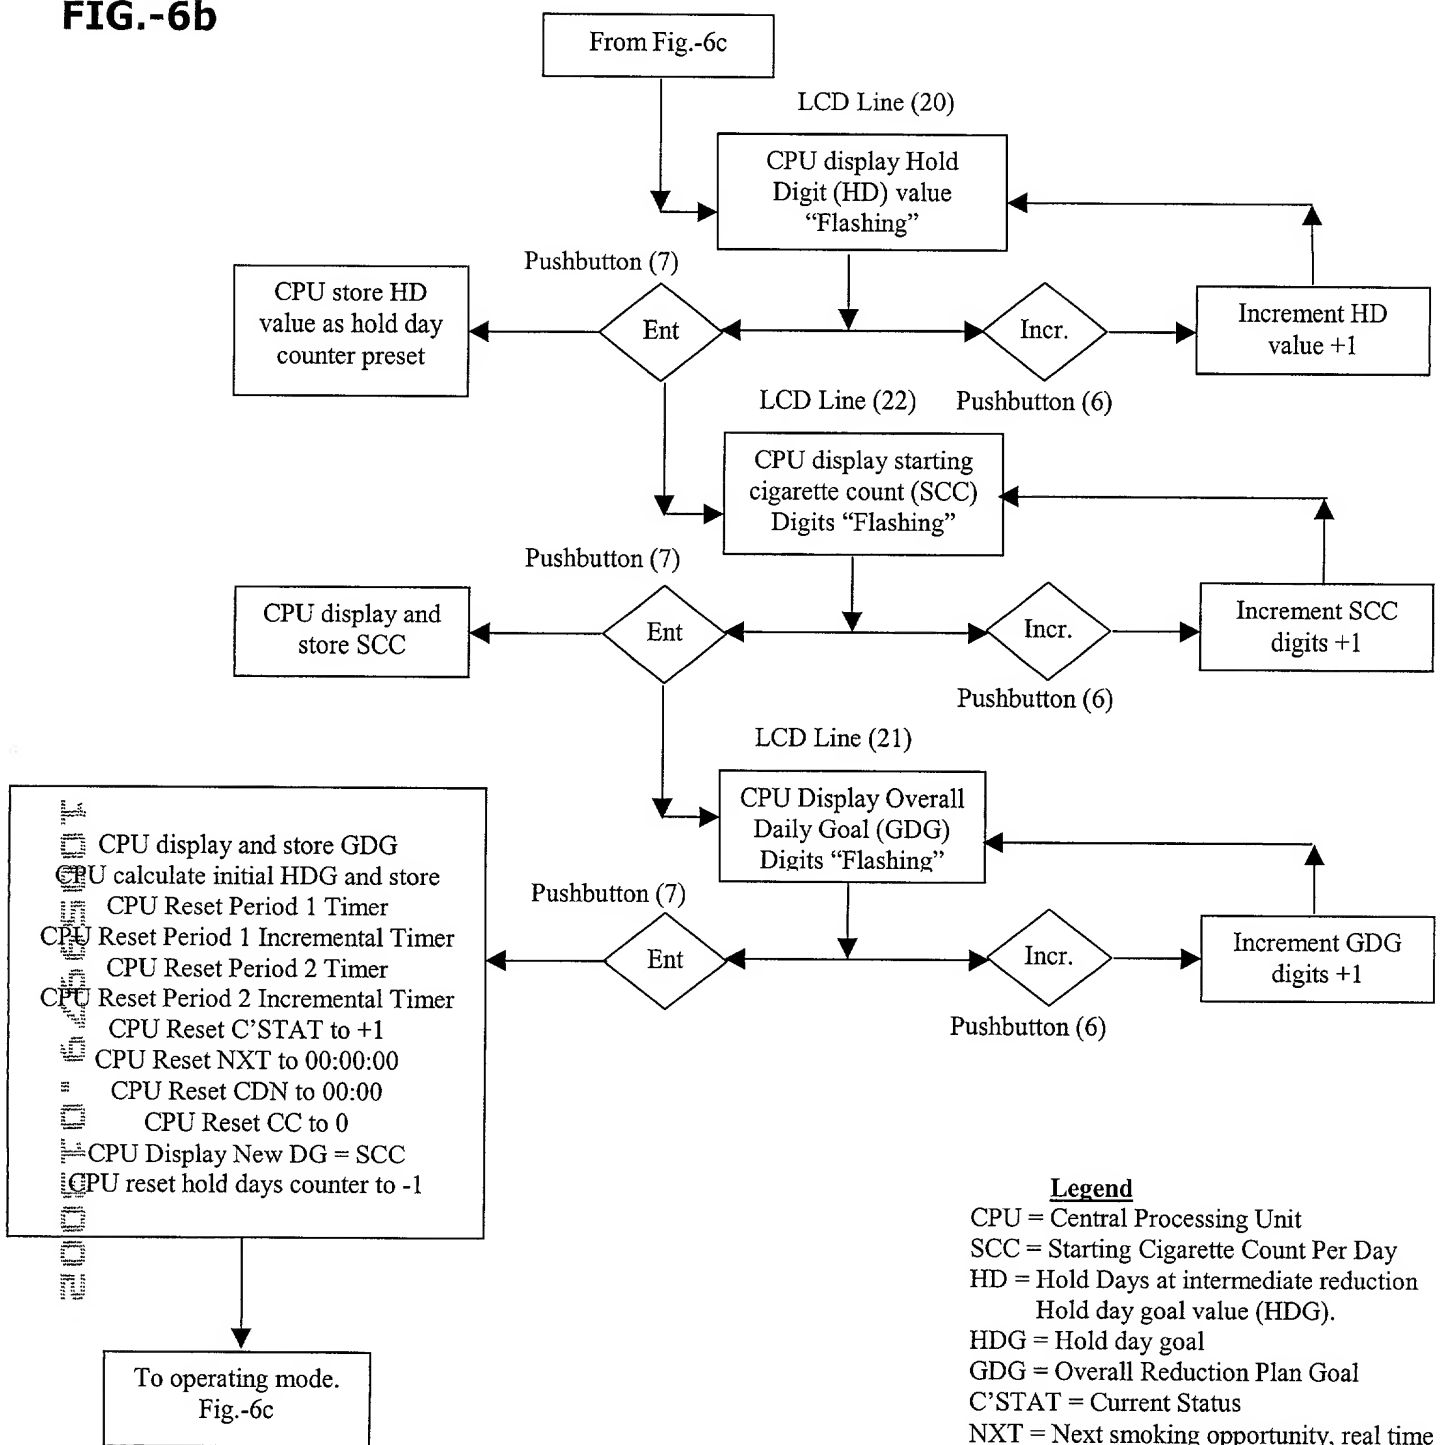 FIG.-6b
From Fig.-6c
LCD Line (20)
CPU display Hold
Digit (HD) value
“Flashing”
Pushbutton (7)
CPU store HD
value as hold day
counter preset
Ent
Incr.
Increment HD
value +1
LCD Line (22)
Pushbutton (6)
CPU display starting
cigarette count (SCC)
Digits “Flashing”
Pushbutton (7)
CPU display and
store SCC
Ent
Incr.
Increment SCC
digits +1
Pushbutton (6)
LCD Line (21)
CPU Display Overall
Daily Goal (GDG)
Digits “Flashing”
Pushbutton (7)
CPU display and store GDG
CPU calculate initial HDG and store
CPU Reset Period 1 Timer
CPU Reset Period 1 Incremental Timer
CPU Reset Period 2 Timer
CPU Reset Period 2 Incremental Timer
CPU Reset C’STAT to +1
CPU Reset NXT to 00:00:00
CPU Reset CDN to 00:00
CPU Reset CC to 0
CPU Display New DG = SCC
CPU reset hold days counter to -1
Ent
Incr.
Increment GDG
digits +1
Pushbutton (6)
To operating mode.
Fig.-6c
Legend
CPU = Central Processing Unit
SCC = Starting Cigarette Count Per Day
HD = Hold Days at intermediate reduction
Hold day goal value (HDG).
HDG = Hold day goal
GDG = Overall Reduction Plan Goal
C’STAT = Current Status
NXT = Next smoking opportunity, real time